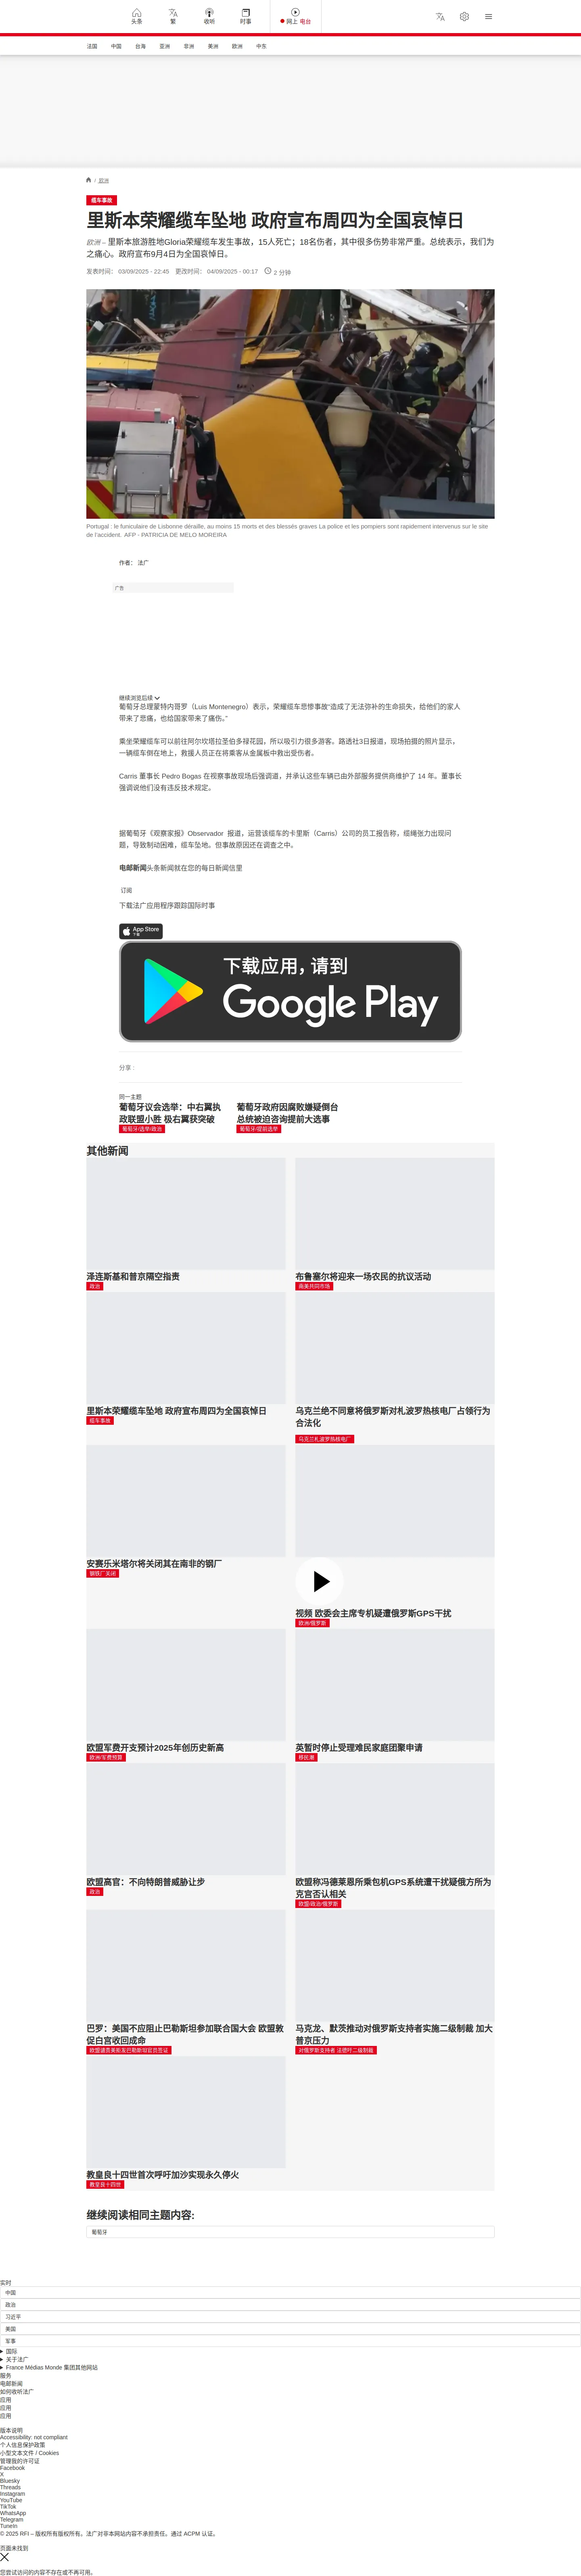 头条
繁
收听
时事
网上 电台
法国
中国
台海
亚洲
非洲
美洲
欧洲
中东
/ 欧洲
缆车事故
里斯本荣耀缆车坠地 政府宣布周四为全国哀悼日
欧洲 – 里斯本旅游胜地Gloria荣耀缆车发生事故，15人死亡；18名伤者，其中很多伤势非常严重。总统表示，我们为
之痛心。政府宣布9月4日为全国哀悼日。
发表时间： 03/09/2025 - 22:45 更改时间： 04/09/2025 - 00:17 2 分钟
Portugal : le funiculaire de Lisbonne déraille, au moins 15 morts et des blessés graves La police et les pompiers sont rapidement intervenus sur le site
de l'accident. AFP - PATRICIA DE MELO MOREIRA
作者： 法广
广告
继续浏览后续
葡萄牙总理蒙特内哥罗（Luis Montenegro）表示，荣耀缆车悲惨事故“造成了无法弥补的生命损失，给他们的家人
带来了悲痛，也给国家带来了痛伤。”
乘坐荣耀缆车可以前往阿尔坎塔拉圣伯多禄花园，所以吸引力很多游客。路透社3日报道，现场拍摄的照片显示，
一辆缆车倒在地上，救援人员正在将乘客从金属板中救出受伤者。
Carris 董事长 Pedro Bogas 在视察事故现场后强调道，并承认这些车辆已由外部服务提供商维护了 14 年。董事长
强调说他们没有违反技术规定。
据葡萄牙《观察家报》Observador 报道，运营该缆车的卡里斯（Carris）公司的员工报告称，缆绳张力出现问
题，导致制动困难，缆车坠地。但事故原因还在调查之中。
电邮新闻头条新闻就在您的每日新闻信里
订阅
下载法广应用程序跟踪国际时事
App Store
下载
下载应用，请到
Google Play
分享 :
同一主题
葡萄牙议会选举：中右翼执
政联盟小胜 极右翼获突破
葡萄牙/选举/政治
葡萄牙政府因腐败嫌疑倒台
总统被迫咨询提前大选事
葡萄牙/提前选举
其他新闻
泽连斯基和普京隔空指责
政治
布鲁塞尔将迎来一场农民的抗议活动
南美共同市场
里斯本荣耀缆车坠地 政府宣布周四为全国哀悼日
缆车事故
乌克兰绝不同意将俄罗斯对札波罗热核电厂占领行为
合法化
乌克兰札波罗热核电厂
安赛乐米塔尔将关闭其在南非的钢厂
钢铁厂关闭
视频 欧委会主席专机疑遭俄罗斯GPS干扰
欧洲/俄罗斯
欧盟军费开支预计2025年创历史新高
欧洲/军费预算
英暂时停止受理难民家庭团聚申请
移民潮
欧盟高官：不向特朗普威胁让步
政治
欧盟称冯德莱恩所乘包机GPS系统遭干扰疑俄方所为
克宫否认相关
欧盟/政治/俄罗斯
巴罗：美国不应阻止巴勒斯坦参加联合国大会 欧盟敦
促白宫收回成命
欧盟谴责美拒发巴勒斯坦官员签证
马克龙、默茨推动对俄罗斯支持者实施二级制裁 加大
普京压力
对俄罗斯支持者 法德吁二级制裁
教皇良十四世首次呼吁加沙实现永久停火
教皇良十四世
继续阅读相同主题内容:
葡萄牙
实时
中国
政治
习近平
美国
军事
国际
关于法广
France Médias Monde 集团其他网站
服务
电邮新闻
如何收听法广
应用
应用
应用
版本说明
Accessibility: not compliant
个人信息保护政策
小型文本文件 / Cookies
管理我的许可证
Facebook
X
Bluesky
Threads
Instagram
YouTube
TikTok
WhatsApp
Telegram
TuneIn
© 2025 RFI – 版权所有版权所有。法广对非本网站内容不承担责任。通过 ACPM 认证。
页面未找到
您尝试访问的内容不存在或不再可用。